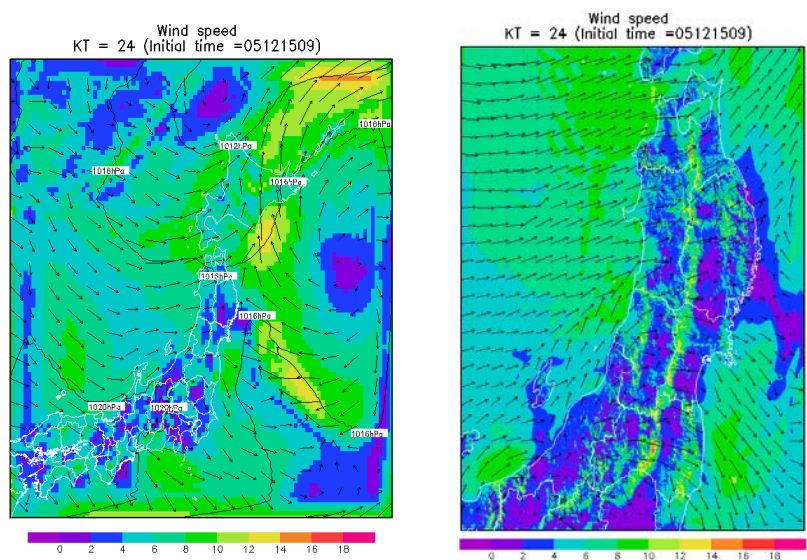 Wind speed
KT = 24 (Initial time =05121509)
1016hPa
1012hPa
1016hPa
1016hPa
1016hPa
1016hPa
1020hPa
1020hPa
1016hPa
0 2 4 6 8 10 12 14 16 18
Wind speed
KT = 24 (Initial time =05121509)
0 2 4 6 8 10 12 14 16 18